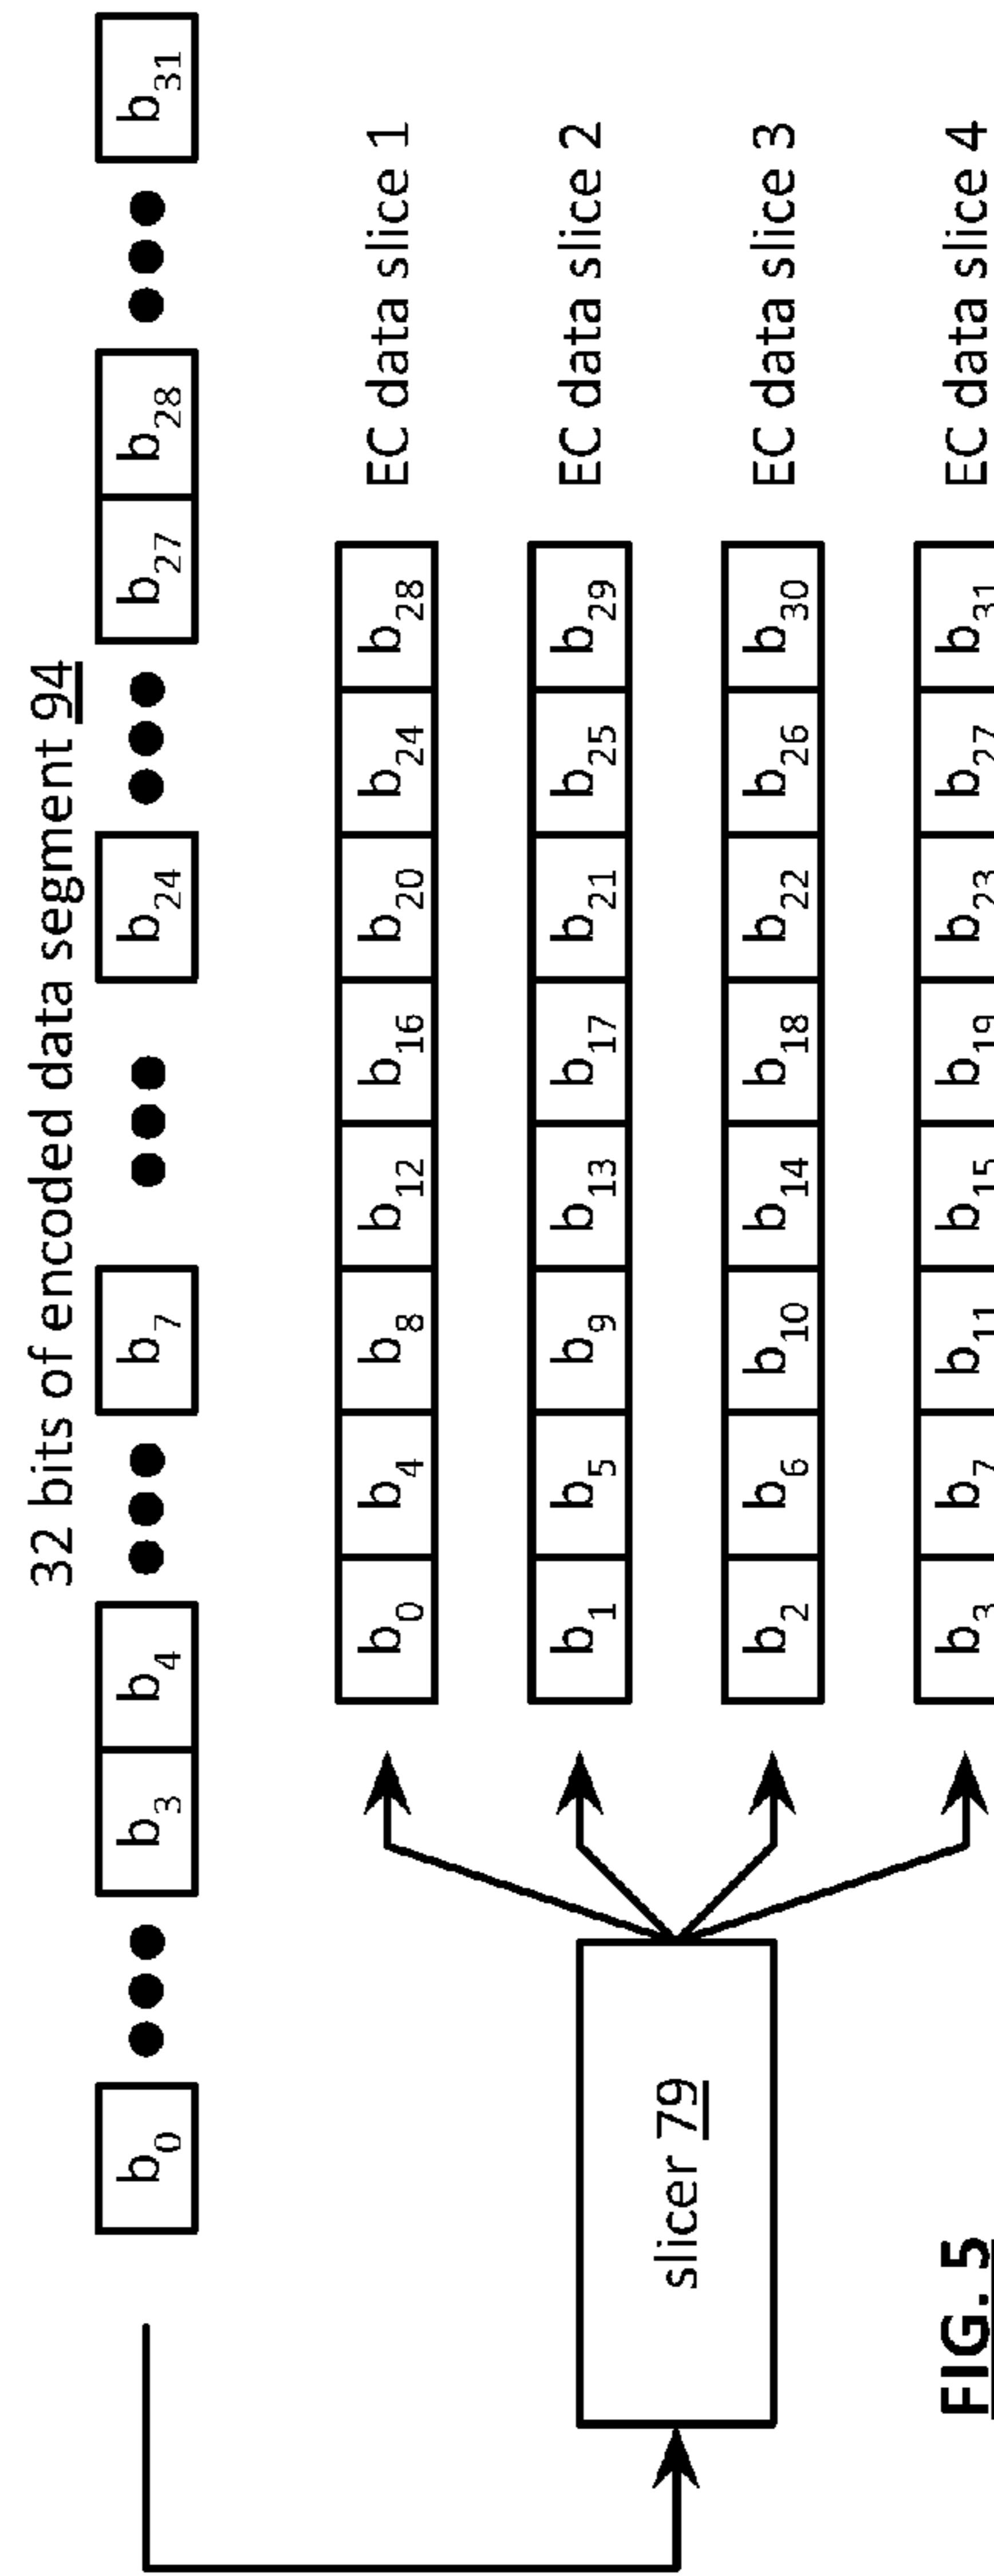 32 bits of encoded data segment 94
b0 ••• b3 b4 ••• b7 ••• b24 ••• b27 b28 ••• b31
b0 b4 b8 b12 b16 b20 b24 b28 EC data slice 1
b1 b5 b9 b13 b17 b21 b25 b29 EC data slice 2
slicer 79
b2 b6 b10 b14 b18 b22 b26 b30 EC data slice 3
b3 b7 b11 b15 b19 b23 b27 b31 EC data slice 4
FIG. 5